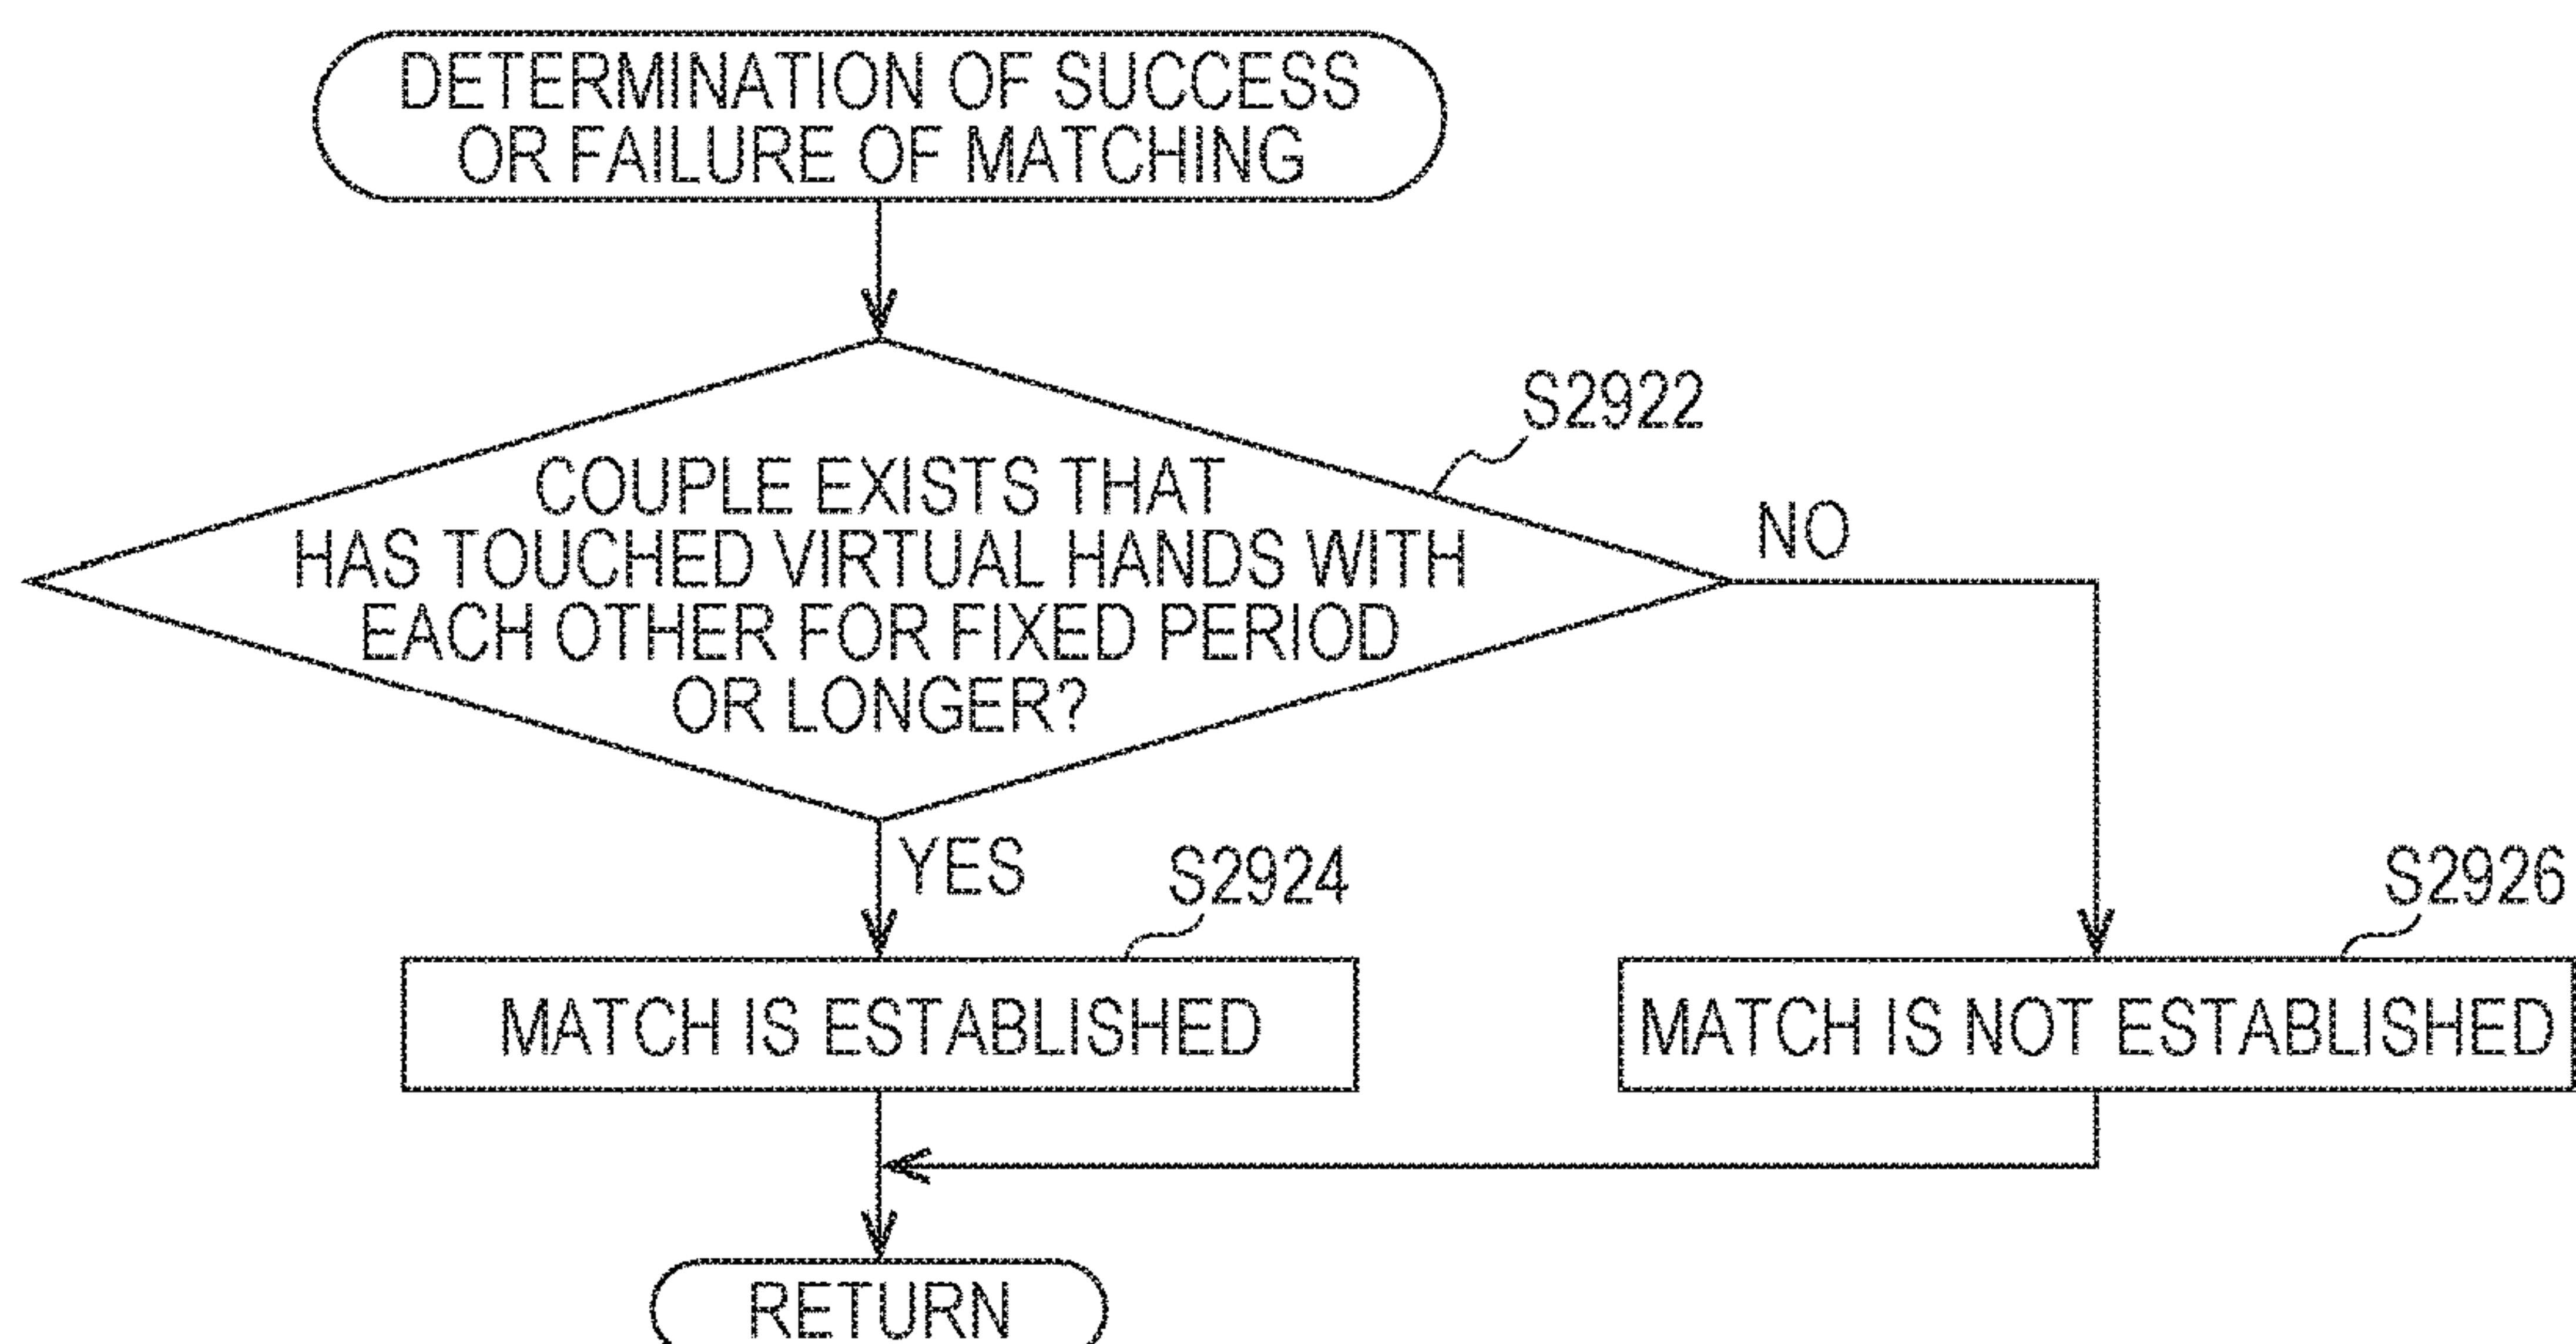 DETERMINATION OF SUCCESS
OR FAILURE OF MATCHING
S2922
COUPLE EXISTS THAT
HAS TOUCHED VIRTUAL HANDS WITH
EACH OTHER FOR FIXED PERIOD
OR LONGER?
NO
YES
S2924
S2926
MATCH IS ESTABLISHED
MATCH IS NOT ESTABLISHED
RETURN